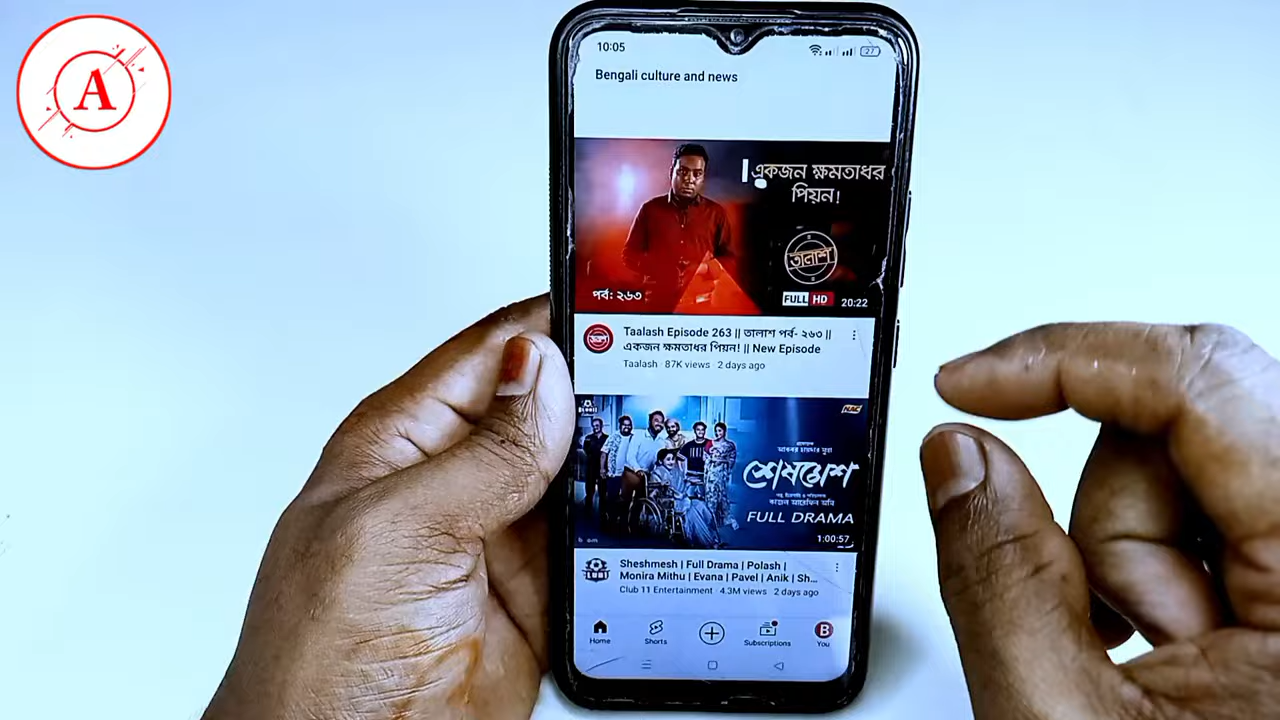 A
10:05
27
Bengali culture and news
একজন ক্ষমতাধর
পিয়ন!
তালাশ
পর্ব: ২৬৩
FULL HD
20:22
Taalash Episode 263 || তালাশ পর্ব- ২৬৩ ||
একজন ক্ষমতাধর পিয়ন! || New Episode
Taalash · 87K views · 2 days ago
শেষমেশ
FULL DRAMA
1:00:57
Sheshmesh | Full Drama | Polash |
Monira Mithu | Evana | Pavel | Anik | Sh...
Club 11 Entertainment · 4.3M views · 2 days ago
Home
Shorts
Subscriptions
B
You